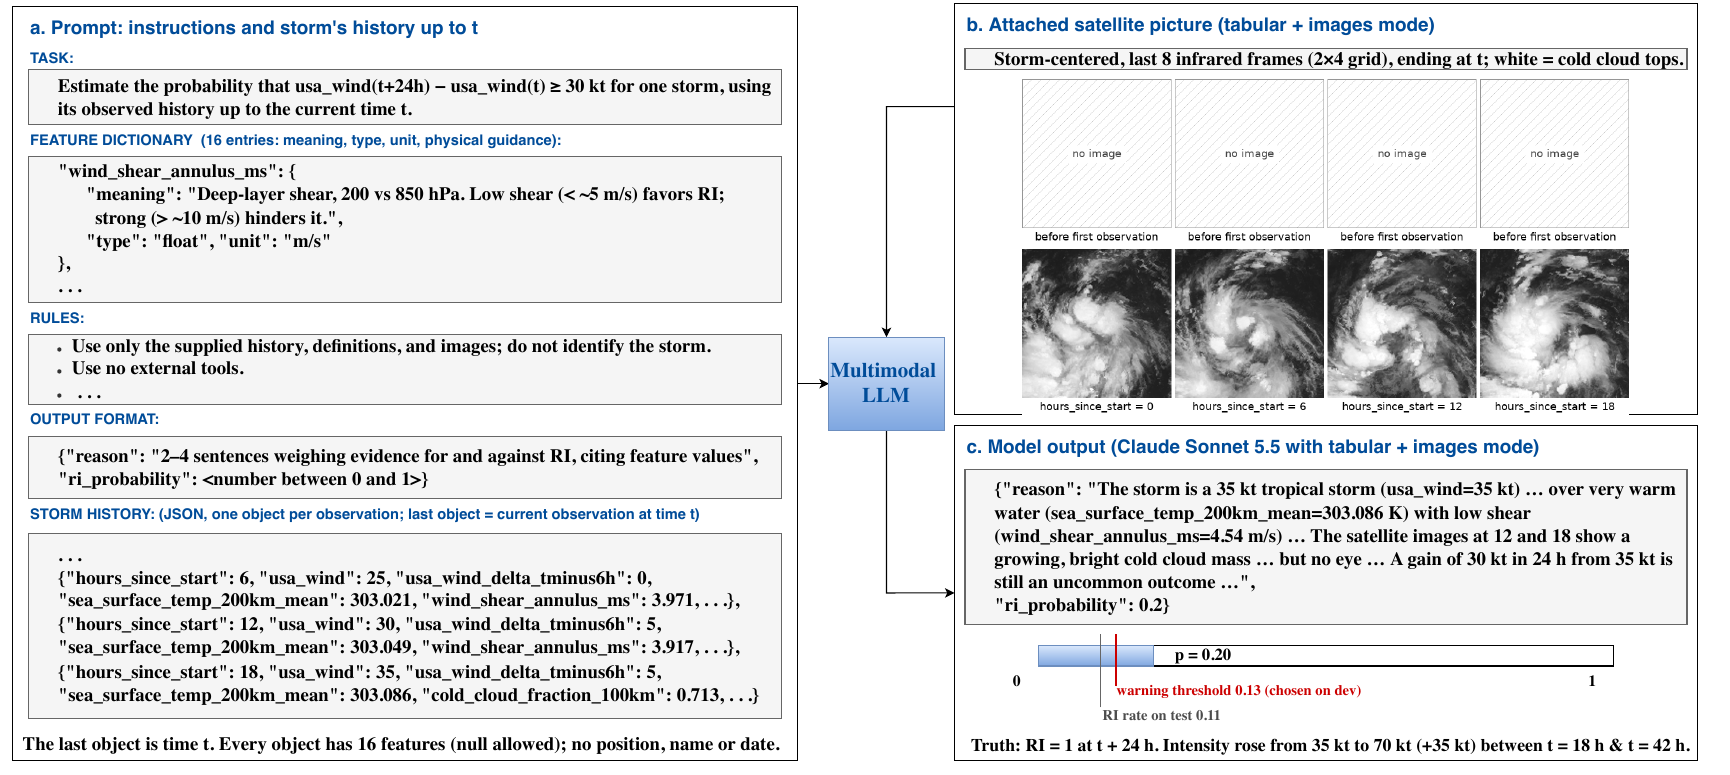 a. Prompt: instructions and storm's history up to t
TASK:
Estimate the probability that usa_wind(t+24h) − usa_wind(t) ≥ 30 kt for one storm, using
its observed history up to the current time t.
FEATURE DICTIONARY (16 entries: meaning, type, unit, physical guidance):
"wind_shear_annulus_ms": {
"meaning": "Deep-layer shear, 200 vs 850 hPa. Low shear (< ~5 m/s) favors RI;
strong (> ~10 m/s) hinders it.",
"type": "float", "unit": "m/s"
},
. . .
RULES:
• Use only the supplied history, definitions, and images; do not identify the storm.
• Use no external tools.
• . . .
OUTPUT FORMAT:
{"reason": "2–4 sentences weighing evidence for and against RI, citing feature values",
"ri_probability": <number between 0 and 1>}
STORM HISTORY: (JSON, one object per observation; last object = current observation at time t)
. . .
{"hours_since_start": 6, "usa_wind": 25, "usa_wind_delta_tminus6h": 0,
"sea_surface_temp_200km_mean": 303.021, "wind_shear_annulus_ms": 3.971, . . .},
{"hours_since_start": 12, "usa_wind": 30, "usa_wind_delta_tminus6h": 5,
"sea_surface_temp_200km_mean": 303.049, "wind_shear_annulus_ms": 3.917, . . .},
{"hours_since_start": 18, "usa_wind": 35, "usa_wind_delta_tminus6h": 5,
"sea_surface_temp_200km_mean": 303.086, "cold_cloud_fraction_100km": 0.713, . . .}
The last object is time t. Every object has 16 features (null allowed); no position, name or date.
Multimodal
LLM
b. Attached satellite picture (tabular + images mode)
Storm-centered, last 8 infrared frames (2×4 grid), ending at t; white = cold cloud tops.
no image no image no image no image
before first observation before first observation before first observation before first observation
hours_since_start = 0 hours_since_start = 6 hours_since_start = 12 hours_since_start = 18
c. Model output (Claude Sonnet 5.5 with tabular + images mode)
{"reason": "The storm is a 35 kt tropical storm (usa_wind=35 kt) … over very warm
water (sea_surface_temp_200km_mean=303.086 K) with low shear
(wind_shear_annulus_ms=4.54 m/s) … The satellite images at 12 and 18 show a
growing, bright cold cloud mass … but no eye … A gain of 30 kt in 24 h from 35 kt is
still an uncommon outcome …",
"ri_probability": 0.2}
p = 0.20
0 1
warning threshold 0.13 (chosen on dev)
RI rate on test 0.11
Truth: RI = 1 at t + 24 h. Intensity rose from 35 kt to 70 kt (+35 kt) between t = 18 h & t = 42 h.